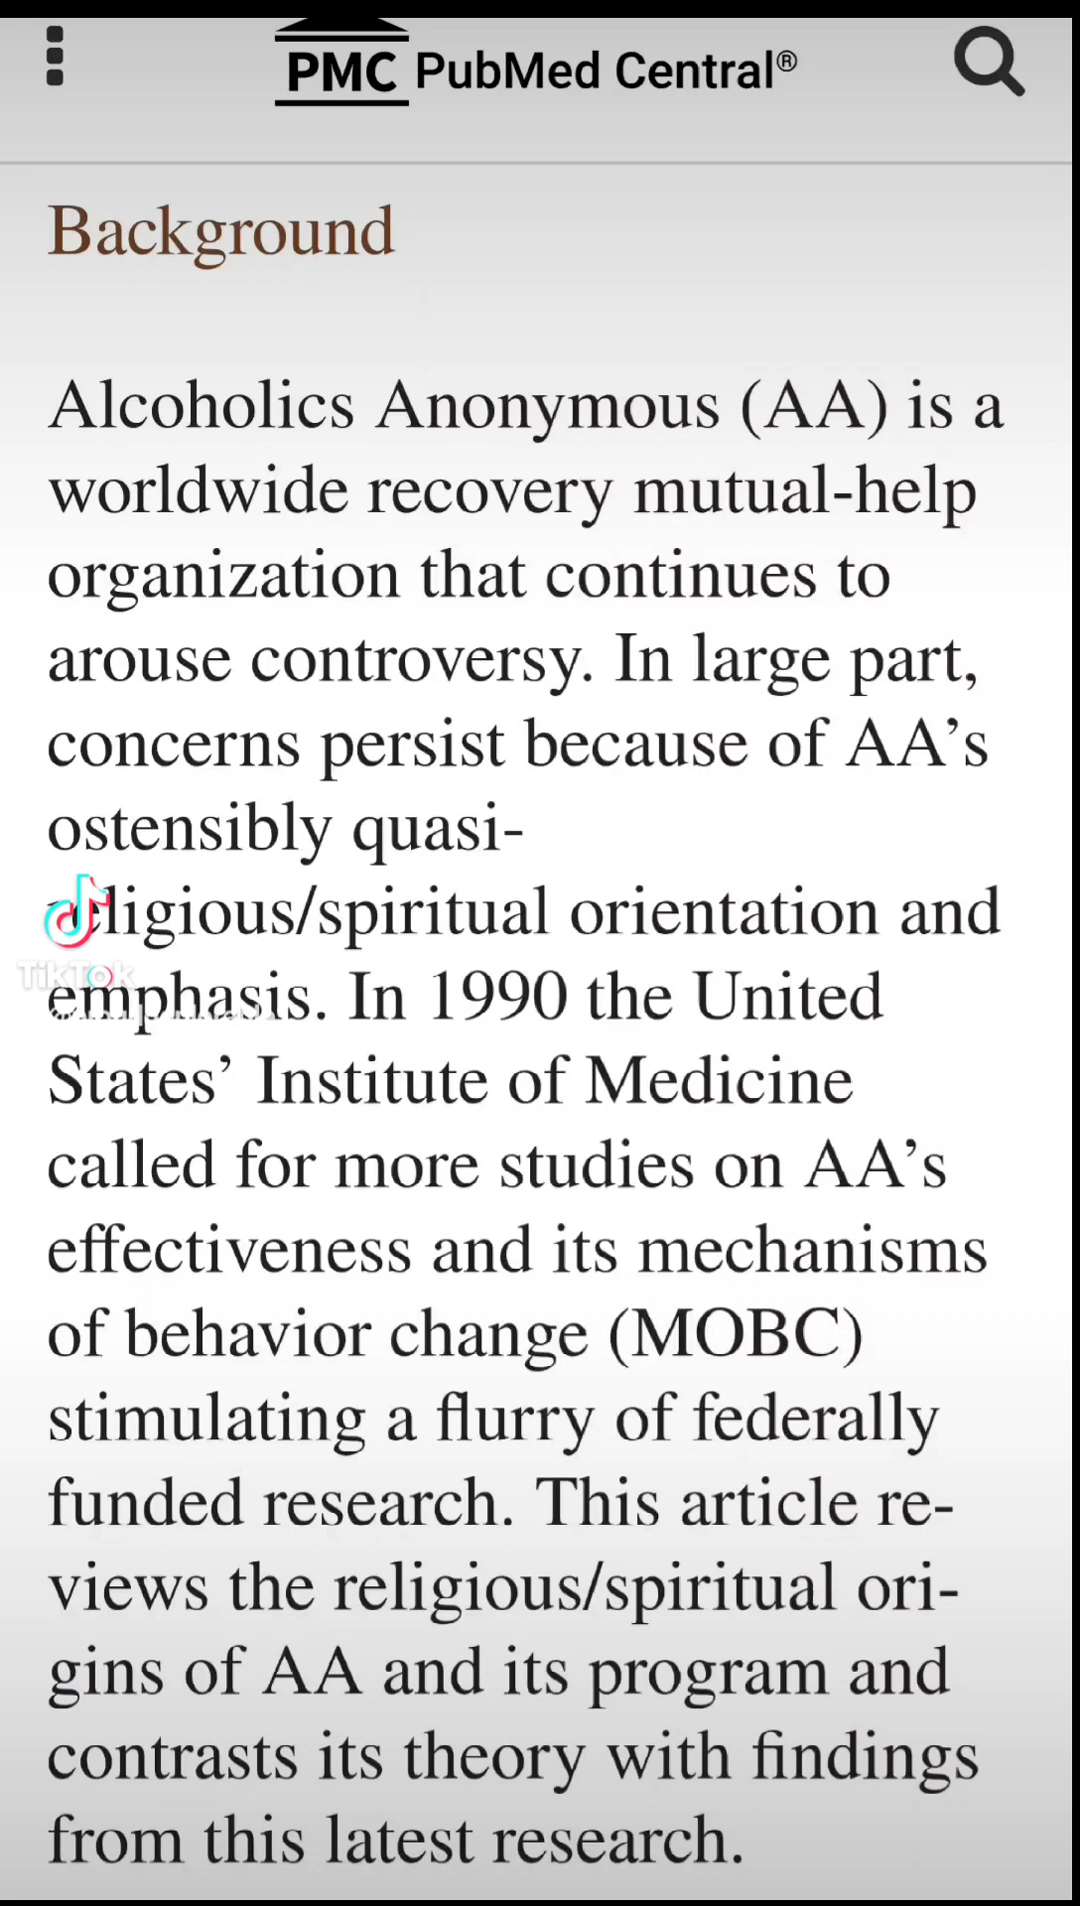 PMC PubMed Central®
Background
Alcoholics Anonymous (AA) is a
worldwide recovery mutual-help
organization that continues to
arouse controversy. In large part,
concerns persist because of AA’s
ostensibly quasi-
religious/spiritual orientation and
TikTok
emphasis. In 1990 the United
States’ Institute of Medicine
called for more studies on AA’s
effectiveness and its mechanisms
of behavior change (MOBC)
stimulating a flurry of federally
funded research. This article re-
views the religious/spiritual ori-
gins of AA and its program and
contrasts its theory with findings
from this latest research.